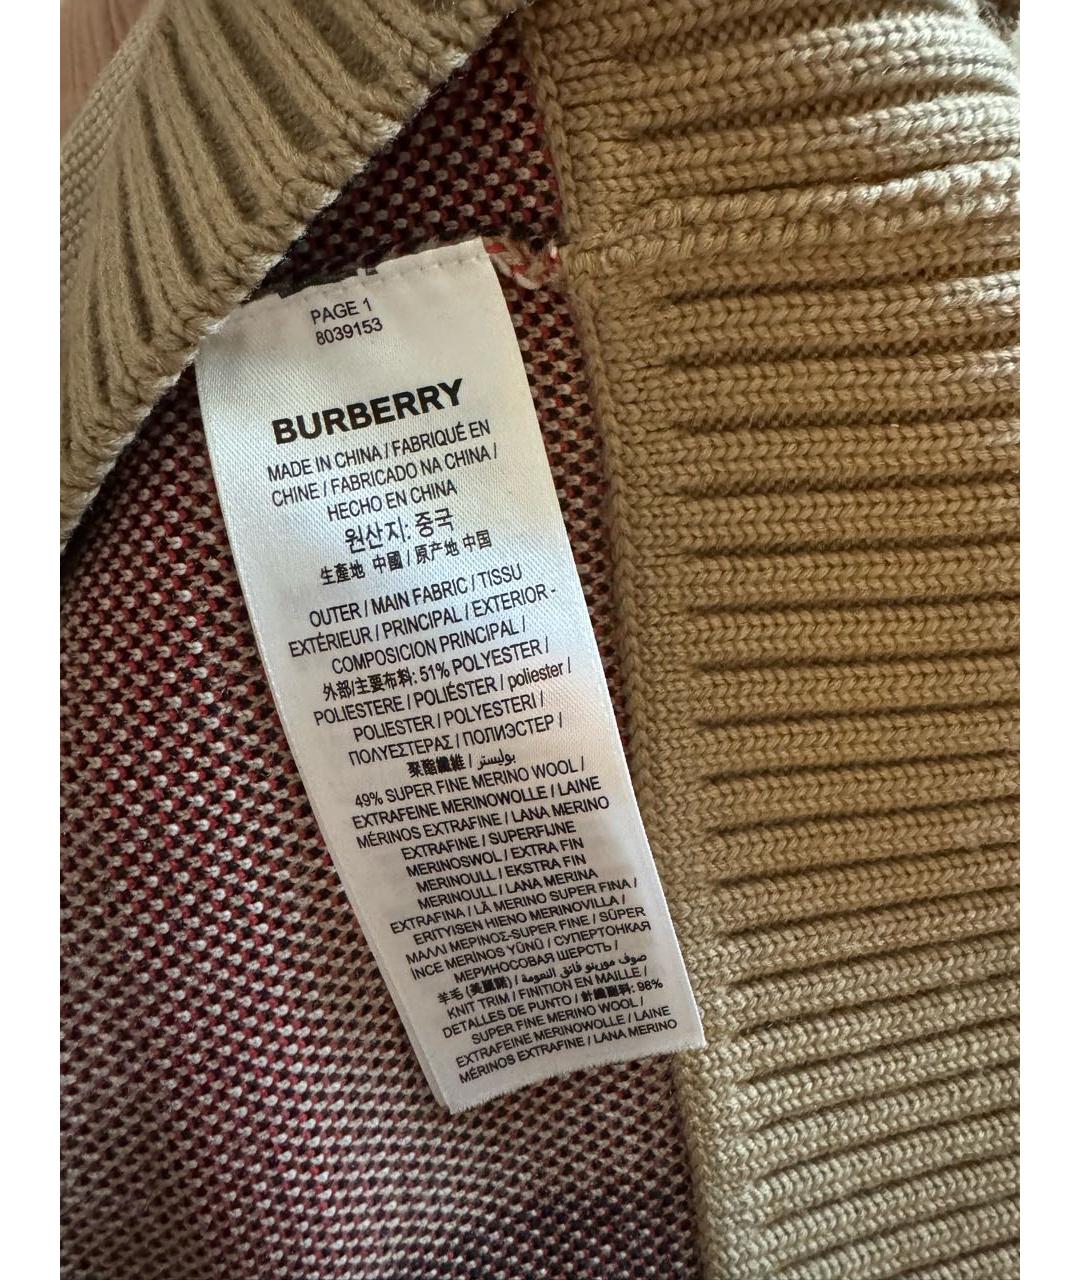 PAGE 1
8039153
BURBERRY
MADE IN CHINA / FABRIQUÉ EN
CHINE / FABRICADO NA CHINA /
HECHO EN CHINA
원산지: 중국
生產地 中國 / 原产地 中国
OUTER / MAIN FABRIC / TISSU
EXTÉRIEUR / PRINCIPAL / EXTERIOR -
COMPOSICION PRINCIPAL /
外部/主要布料: 51% POLYESTER /
POLIESTERE / POLIÉSTER / poliester /
POLIESTER / POLYESTERI /
ΠΟΛΥΕΣΤΕΡΑΣ / ПОЛИЭСТЕР /
聚酯纖維 / بوليستر
49% SUPER FINE MERINO WOOL /
EXTRAFEINE MERINOWOLLE / LAINE
MÉRINOS EXTRAFINE / LANA MERINO
EXTRAFINE / SUPERFIJNE
MERINOSWOL / EXTRA FIN
MERINOULL / EKSTRA FIN
MERINOULL / LANA MERINA
EXTRAFINA / LÃ MERINO SUPER FINA /
ERITYISEN HIENO MERINOVILLA /
ΜΑΛΛΙ ΜΕΡΙΝΟΣ-SUPER FINE / SÜPER
İNCE MERİNOS YÜNÜ / СУПЕРТОНКАЯ
МЕРИНОСОВАЯ ШЕРСТЬ /
羊毛 (美麗諾) / صوف مورينو فائق النعومة
KNIT TRIM / FINITION EN MAILLE /
DETALLES DE PUNTO / 針織副料: 98%
SUPER FINE MERINO WOOL /
EXTRAFEINE MERINOWOLLE / LAINE
MÉRINOS EXTRAFINE / LANA MERINO